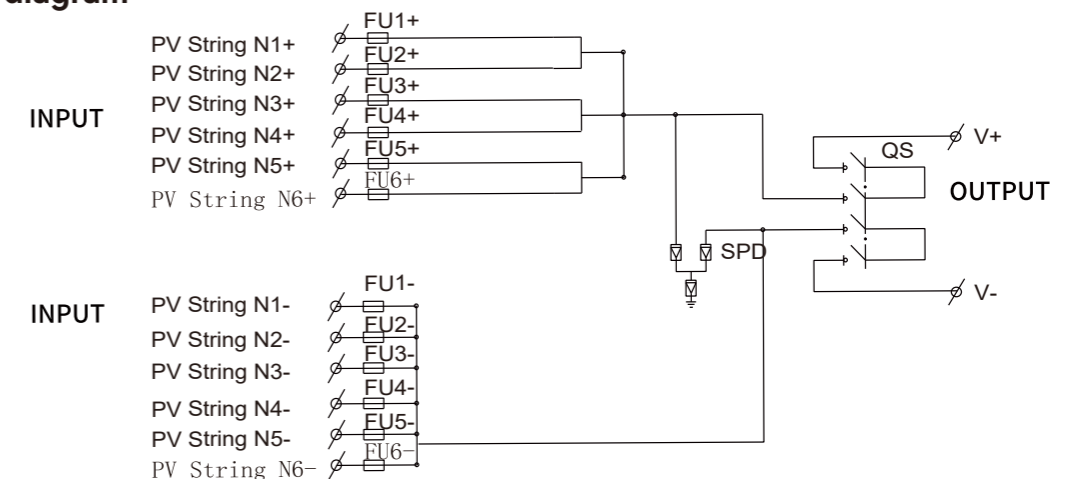 diagram
FU1+
PV String N1+
FU2+
PV String N2+
FU3+
PV String N3+
INPUT
FU4+
PV String N4+
FU5+
PV String N5+
FU6+
PV String N6+
V+
QS
OUTPUT
SPD
V-
FU1-
PV String N1-
INPUT
FU2-
PV String N2-
FU3-
PV String N3-
FU4-
PV String N4-
FU5-
PV String N5-
FU6-
PV String N6-